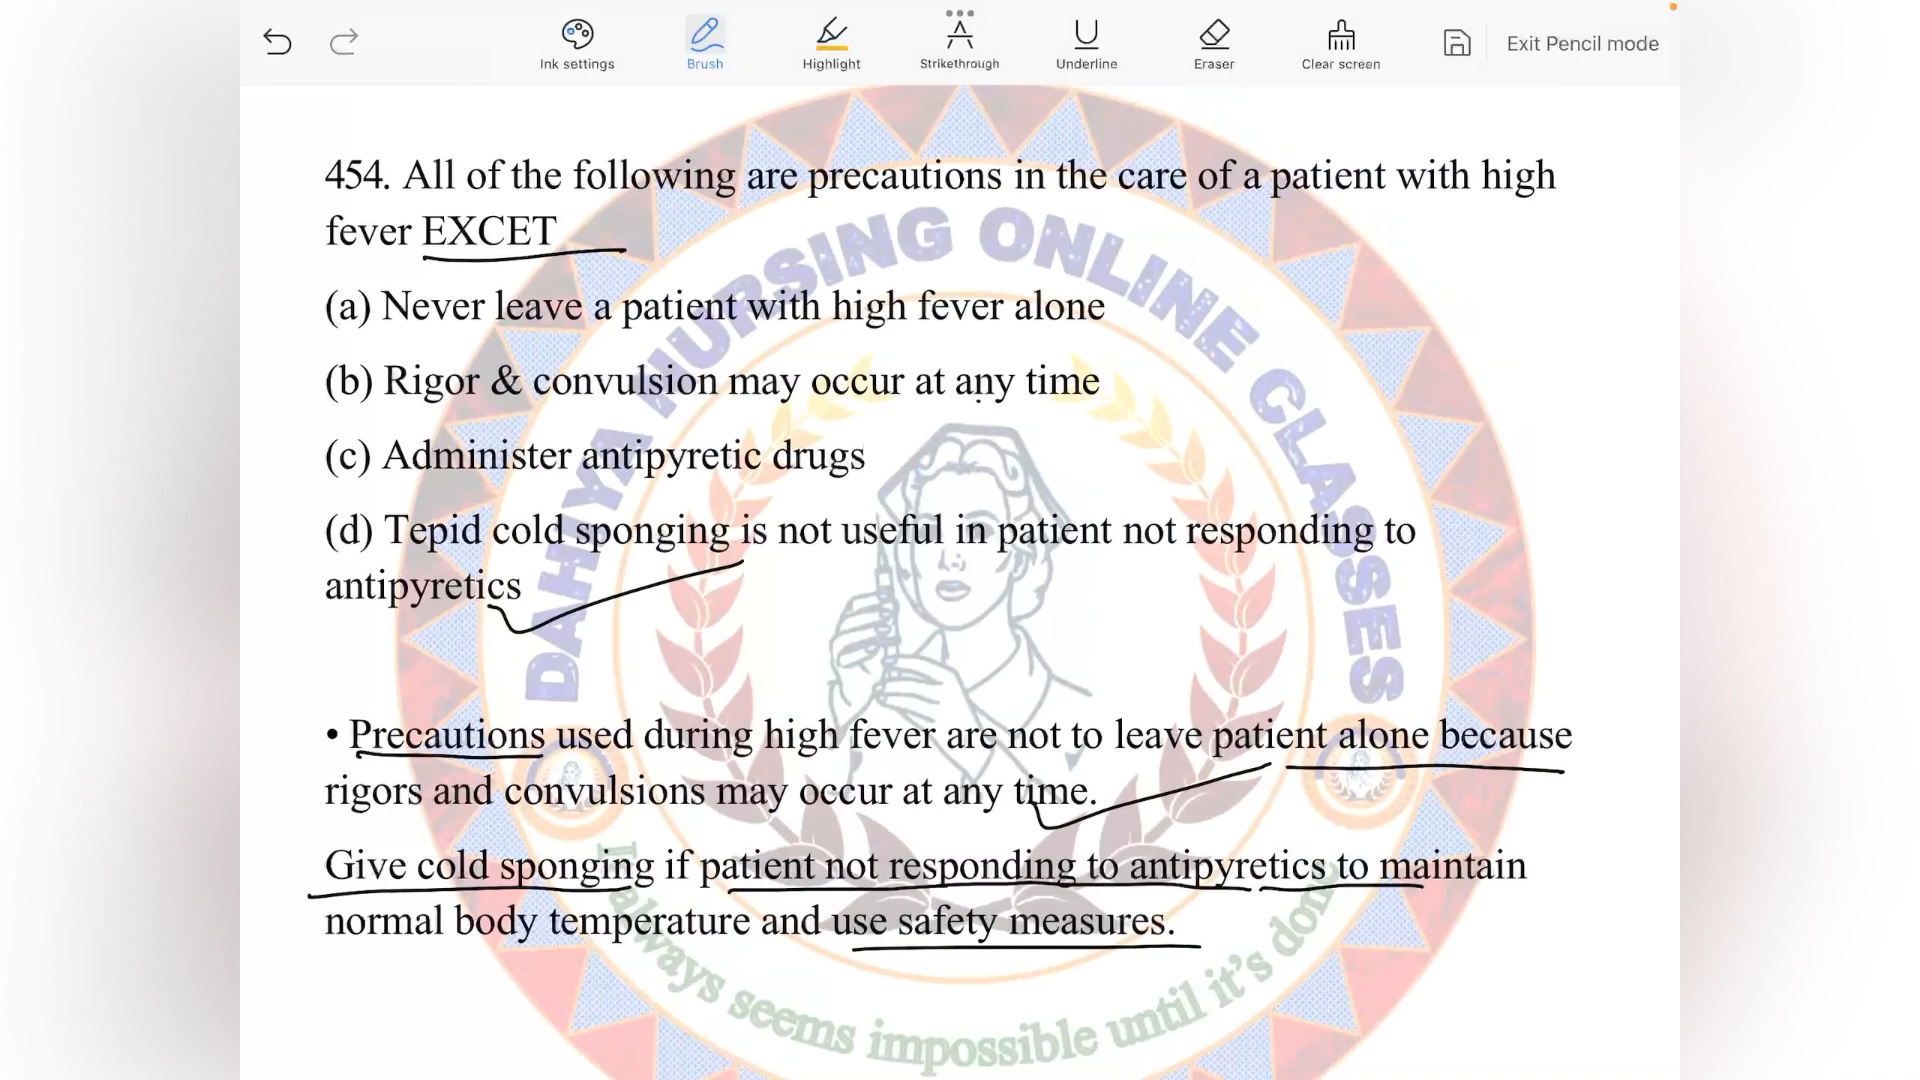 Ink settings
Brush
Highlight
Strikethrough
Underline
Eraser
Clear screen
Exit Pencil mode
DAHIYA NURSING ONLINE CLASSES
454. All of the following are precautions in the care of a patient with high
fever EXCET
(a) Never leave a patient with high fever alone
(b) Rigor & convulsion may occur at any time
(c) Administer antipyretic drugs
(d) Tepid cold sponging is not useful in patient not responding to
antipyretics
• Precautions used during high fever are not to leave patient alone because
rigors and convulsions may occur at any time.
Give cold sponging if patient not responding to antipyretics to maintain
normal body temperature and use safety measures.
always seems impossible until it's done